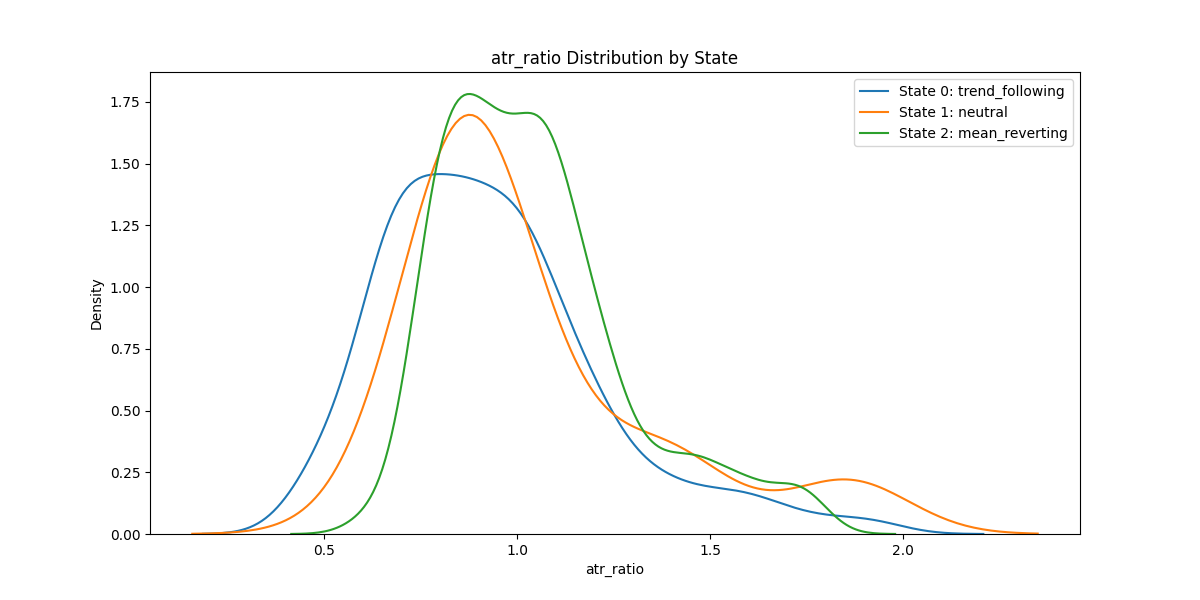 atr_ratio Distribution by State
State 0: trend_following
State 1: neutral
State 2: mean_reverting
Density
1.75
1.50
1.25
1.00
0.75
0.50
0.25
0.00
0.5
1.0
1.5
2.0
atr_ratio